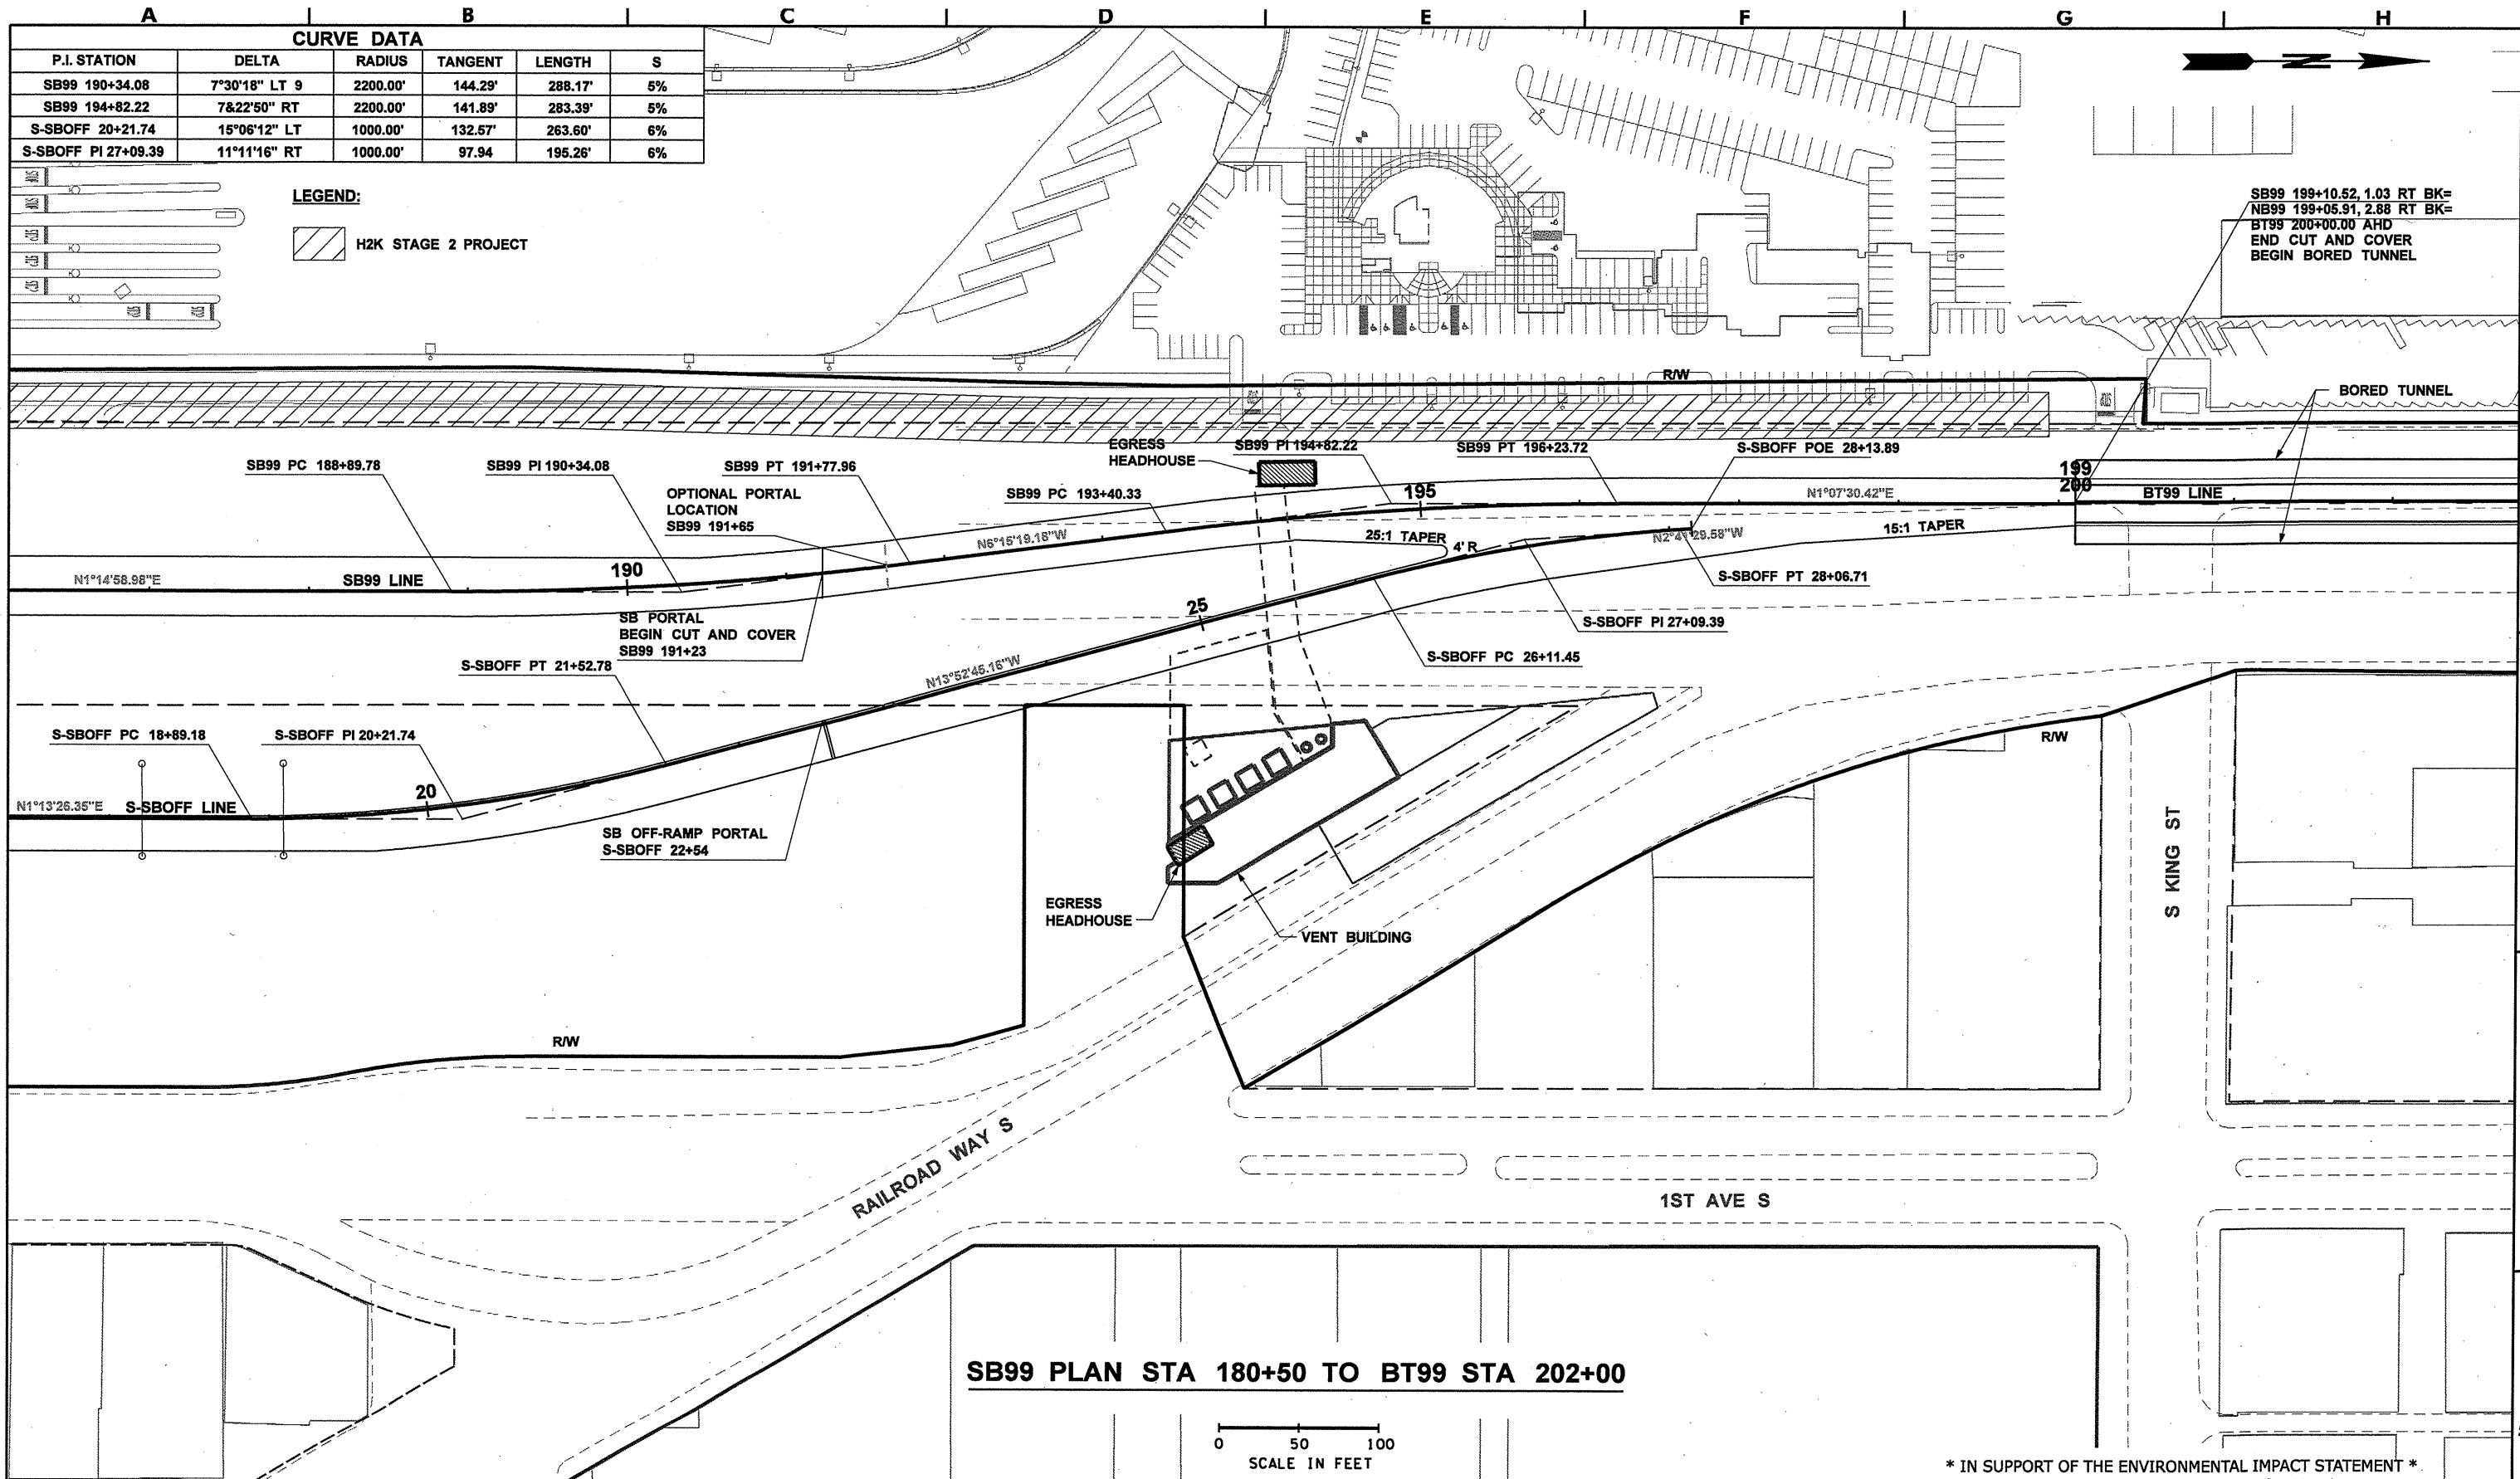 A B C D E F G H
CURVE DATA
P.I. STATION DELTA RADIUS TANGENT LENGTH S
SB99 190+34.08 7°30'18" LT 9 2200.00' 144.29' 288.17' 5%
SB99 194+82.22 7&22'50" RT 2200.00' 141.89' 283.39' 5%
S-SBOFF 20+21.74 15°06'12" LT 1000.00' 132.57' 263.60' 6%
S-SBOFF PI 27+09.39 11°11'16" RT 1000.00' 97.94 195.26' 6%
LEGEND:
H2K STAGE 2 PROJECT
N
SB99 199+10.52, 1.03 RT BK=
NB99 199+05.91, 2.88 RT BK=
BT99 200+00.00 AHD
END CUT AND COVER
BEGIN BORED TUNNEL
STOP
STOP
STOP
STOP
STOP
STOP
STOP
R/W
STOP
STOP
BORED TUNNEL
SB99 PC 188+89.78
SB99 PI 190+34.08
SB99 PT 191+77.96
OPTIONAL PORTAL
LOCATION
SB99 191+65
EGRESS
HEADHOUSE
SB99 PI 194+82.22
SB99 PT 196+23.72
S-SBOFF POE 28+13.89
SB99 PC 193+40.33
195
N1°07'30.42"E
199
200
BT99 LINE
N6°15'19.18"W
25:1 TAPER
4' R
N2°41'29.58"W
15:1 TAPER
N1°14'58.98"E
SB99 LINE
190
S-SBOFF PT 28+06.71
SB PORTAL
BEGIN CUT AND COVER
SB99 191+23
25
S-SBOFF PI 27+09.39
S-SBOFF PT 21+52.78
N13°52'45.16"W
S-SBOFF PC 26+11.45
S-SBOFF PC 18+89.18
S-SBOFF PI 20+21.74
R/W
N1°13'26.35"E
S-SBOFF LINE
20
SB OFF-RAMP PORTAL
S-SBOFF 22+54
S KING ST
EGRESS
HEADHOUSE
VENT BUILDING
R/W
RAILROAD WAY S
1ST AVE S
SB99 PLAN STA 180+50 TO BT99 STA 202+00
0 50 100
SCALE IN FEET
* IN SUPPORT OF THE ENVIRONMENTAL IMPACT STATEMENT *